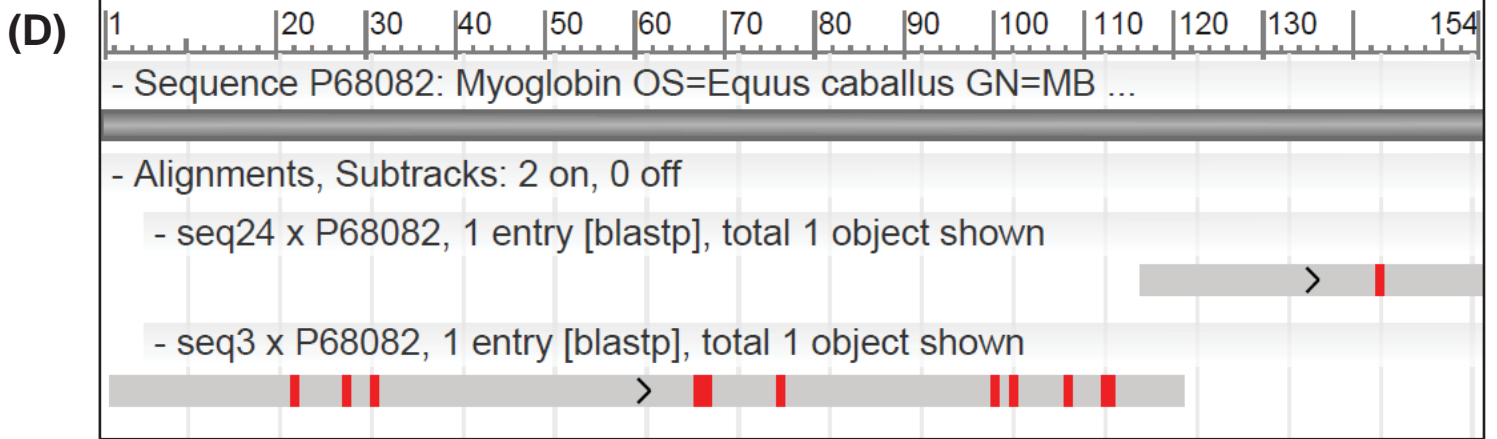 (D)
1 20 30 40 50 60 70 80 90 100 110 120 130 154
- Sequence P68082: Myoglobin OS=Equus caballus GN=MB ...
- Alignments, Subtracks: 2 on, 0 off
- seq24 x P68082, 1 entry [blastp], total 1 object shown
- seq3 x P68082, 1 entry [blastp], total 1 object shown